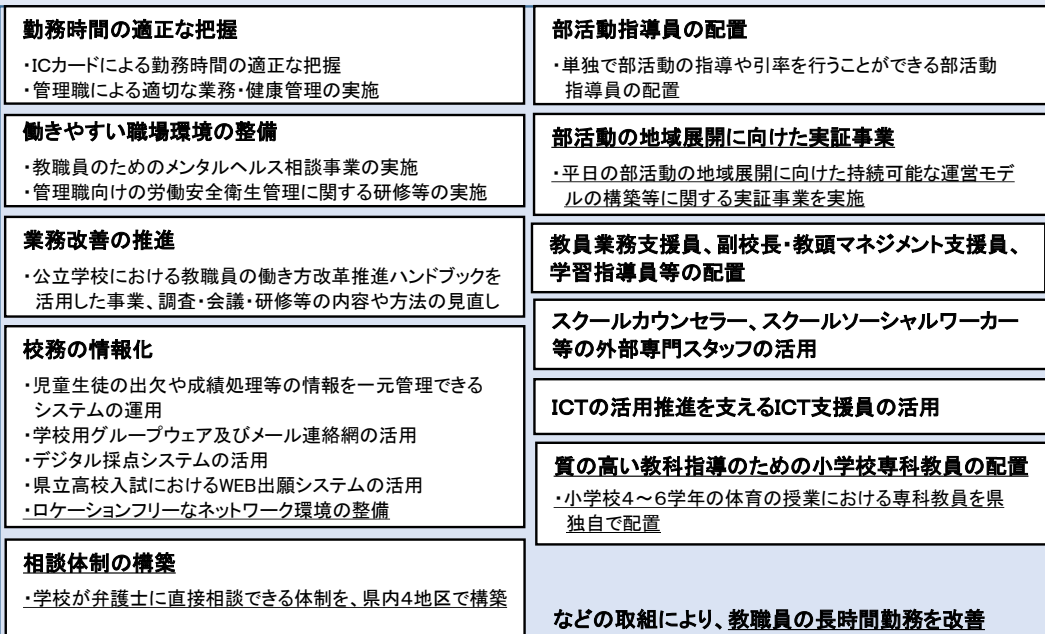 勤務時間の適正な把握
・ICカードによる勤務時間の適正な把握
・管理職による適切な業務・健康管理の実施
働きやすい職場環境の整備
・教職員のためのメンタルヘルス相談事業の実施
・管理職向けの労働安全衛生管理に関する研修等の実施
業務改善の推進
・公立学校における教職員の働き方改革推進ハンドブックを
活用した事業、調査・会議・研修等の内容や方法の見直し
校務の情報化
・児童生徒の出欠や成績処理等の情報を一元管理できる
システムの運用
・学校用グループウェア及びメール連絡網の活用
・デジタル採点システムの活用
・県立高校入試におけるWEB出願システムの活用
・ロケーションフリーなネットワーク環境の整備
相談体制の構築
・学校が弁護士に直接相談できる体制を、県内4地区で構築
部活動指導員の配置
・単独で部活動の指導や引率を行うことができる部活動
指導員の配置
部活動の地域展開に向けた実証事業
・平日の部活動の地域展開に向けた持続可能な運営モデ
ルの構築等に関する実証事業を実施
教員業務支援員、副校長・教頭マネジメント支援員、
学習指導員等の配置
スクールカウンセラー、スクールソーシャルワーカー
等の外部専門スタッフの活用
ICTの活用推進を支えるICT支援員の活用
質の高い教科指導のための小学校専科教員の配置
・小学校4～6学年の体育の授業における専科教員を県
独自で配置
などの取組により、教職員の長時間勤務を改善